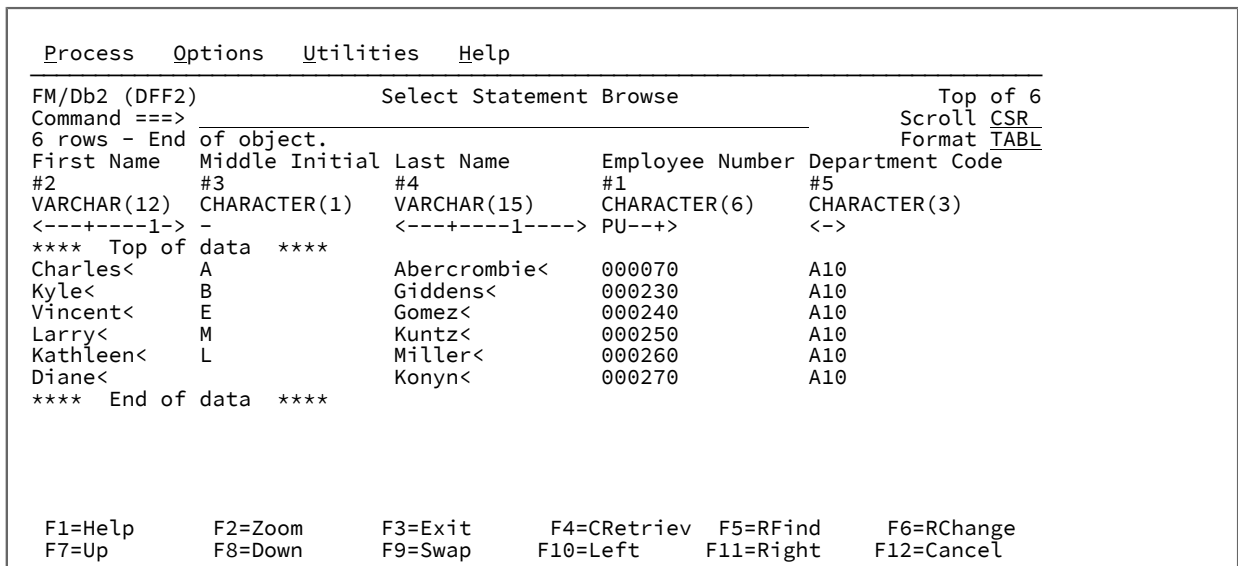 Process   Options   Utilities   Help
FM/Db2 (DFF2)              Select Statement Browse                    Top of 6
Command ===>                                                       Scroll CSR
6 rows – End of object.                                            Format TABL
First Name   Middle Initial Last Name       Employee Number Department Code
#2           #3             #4              #1              #5
VARCHAR(12)  CHARACTER(1)   VARCHAR(15)     CHARACTER(6)    CHARACTER(3)
<---+----1-> –              <---+----1----> PU--+>          <->
****  Top of data  ****
Charles<     A              Abercrombie<    000070          A10
Kyle<        B              Giddens<        000230          A10
Vincent<     E              Gomez<          000240          A10
Larry<       M              Kuntz<          000250          A10
Kathleen<    L              Miller<         000260          A10
Diane<                      Konyn<          000270          A10
****  End of data  ****
F1=Help      F2=Zoom      F3=Exit      F4=CRetriev  F5=RFind     F6=RChange
F7=Up        F8=Down      F9=Swap     F10=Left     F11=Right    F12=Cancel